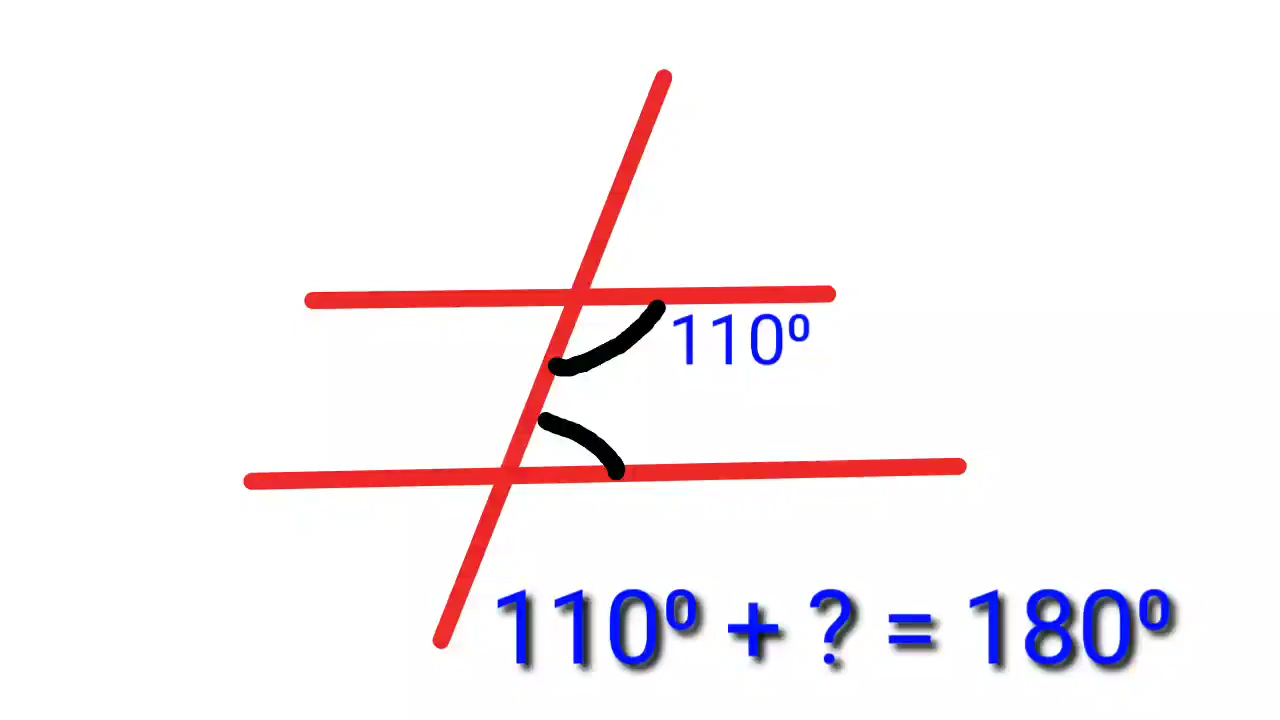 110⁰
110⁰ + ? = 180⁰